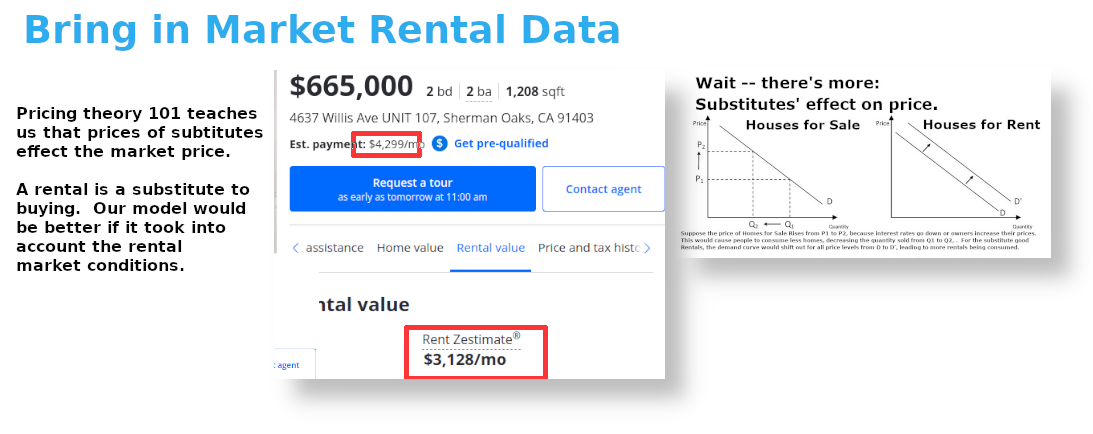 Bring in Market Rental Data
Pricing theory 101 teaches
us that prices of subtitutes
effect the market price.
A rental is a substitute to
buying. Our model would
be better if it took into
account the rental
market conditions.
$665,000 2 bd 2 ba 1,208 sqft
4637 Willis Ave UNIT 107, Sherman Oaks, CA 91403
Est. payment: $4,299/mo $ Get pre-qualified
Request a tour
as early as tomorrow at 11:00 am
Contact agent
assistance Home value Rental value Price and tax histo
ntal value
Rent Zestimate®
$3,128/mo
t agent
Wait -- there's more:
Substitutes' effect on price.
Price Houses for Sale
P2
P1
D
Q2 Q1 Quantity
Price Houses for Rent
D'
D
Quantity
Suppose the price of Homes for Sale Rises from P1 to P2, because interest rates go down or owners increase their prices.
This would cause people to consume less homes, decreasing the quantity sold from Q1 to Q2, . For the substitute good
Rentals, the demand curve would shift out for all price levels from D to D', leading to more rentals being consumed.